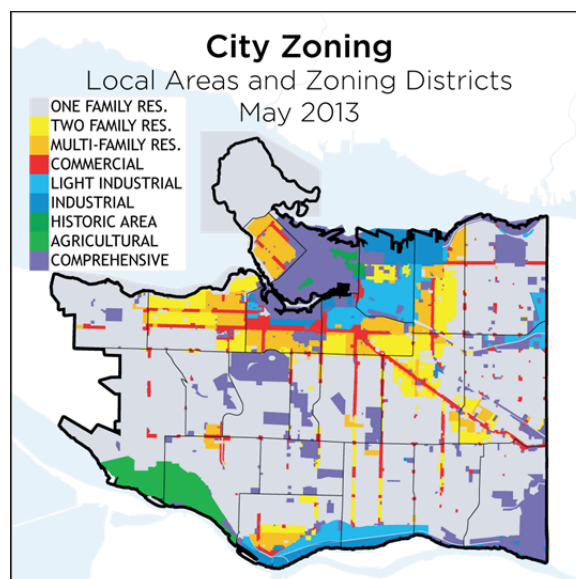 City Zoning
Local Areas and Zoning Districts
May 2013
ONE FAMILY RES.
TWO FAMILY RES.
MULTI-FAMILY RES.
COMMERCIAL
LIGHT INDUSTRIAL
INDUSTRIAL
HISTORIC AREA
AGRICULTURAL
COMPREHENSIVE